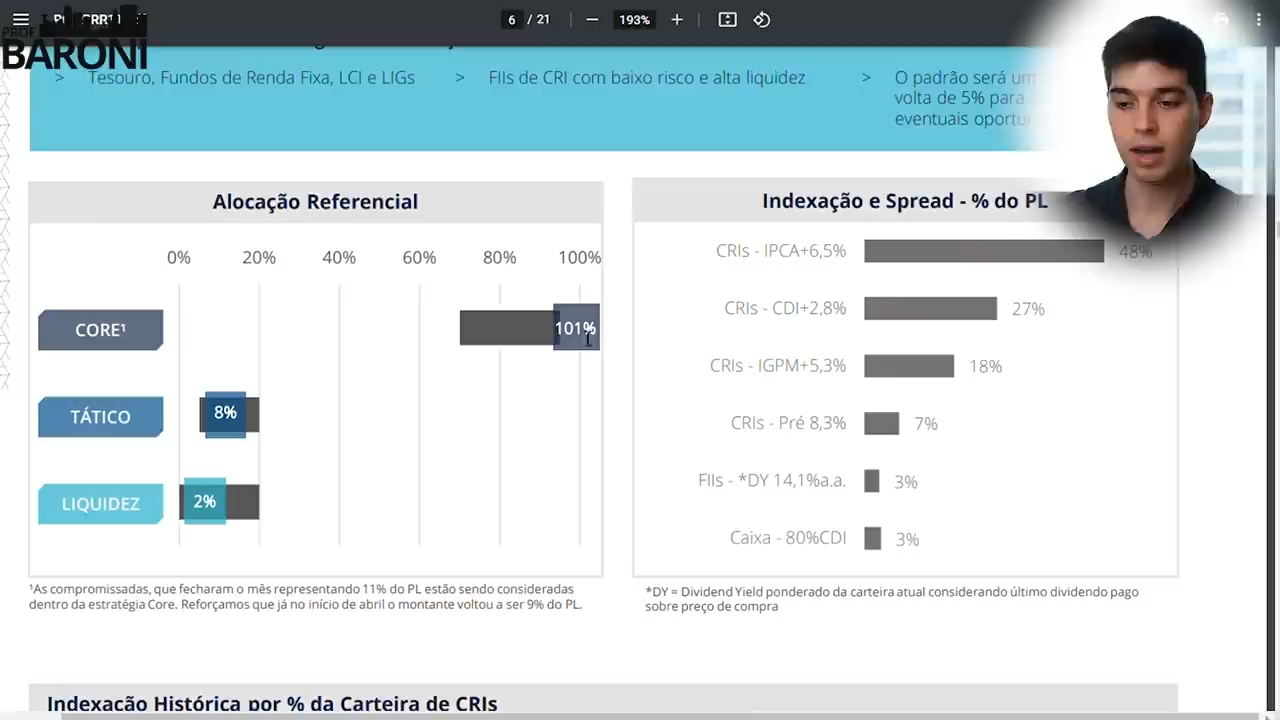 6 / 21
193%
PROF
BARONI
> Tesouro, Fundos de Renda Fixa, LCI e LIGs
> FIIs de CRI com baixo risco e alta liquidez
> O padrão será um
volta de 5% para
eventuais
Alocação Referencial
0% 20% 40% 60% 80% 100%
CORE¹
101%
TÁTICO
8%
LIQUIDEZ
2%
¹As compromissadas, que fecharam o mês representando 11% do PL estão sendo consideradas
dentro da estratégia Core. Reforçamos que já no início de abril o montante voltou a ser 9% do PL.
Indexação e Spread - % do PL
CRIs - IPCA+6,5% 48%
CRIs - CDI+2,8% 27%
CRIs - IGPM+5,3% 18%
CRIs - Pré 8,3% 7%
FIIs - *DY 14,1%a.a. 3%
Caixa - 80%CDI 3%
*DY = Dividend Yield ponderado da carteira atual considerando último dividendo pago
sobre preço de compra
Indexação Histórica por % da Carteira de CRIs